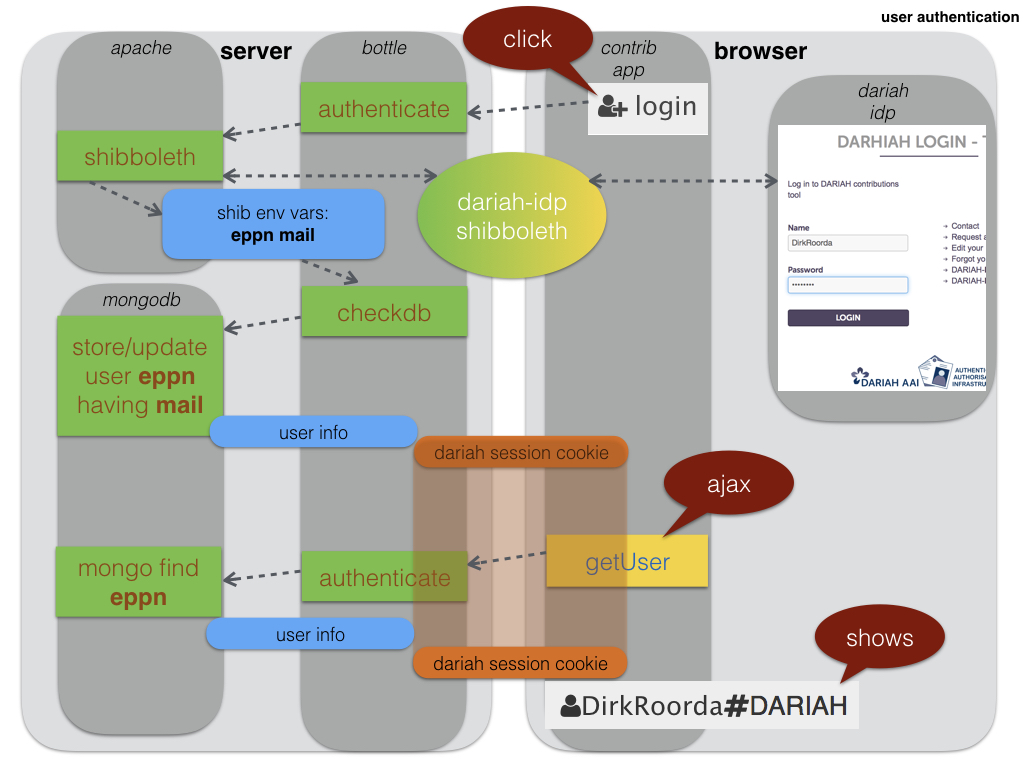 user authentication
apache
server
bottle
click
contrib
app
browser
login
authenticate
dariah
idp
DARHIAH LOGIN -
shibboleth
Log in to DARIAH contributions
tool
dariah-idp
shibboleth
shib env vars:
eppn mail
Name
DirkRoorda
Password
********
LOGIN
Contact
Request a
Edit your
Forgot yo
DARIAH-
DARIAH-
DARIAH AAI
AUTHENTI
AUTHORISA
INFRASTRU
mongodb
checkdb
store/update
user eppn
having mail
user info
dariah session cookie
ajax
getUser
mongo find
eppn
authenticate
user info
dariah session cookie
shows
DirkRoorda#DARIAH